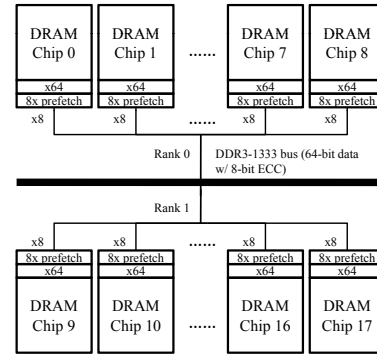 DRAM Chip 0
DRAM Chip 1
......
DRAM Chip 7
DRAM Chip 8
x64
x64
x64
x64
8x prefetch
8x prefetch
......
8x prefetch
8x prefetch
x8
x8
x8
x8
Rank 0
DDR3-1333 bus (64-bit data
w/ 8-bit ECC)
Rank 1
x8
x8
x8
x8
8x prefetch
8x prefetch
......
8x prefetch
8x prefetch
x64
x64
x64
x64
DRAM Chip 9
DRAM Chip 10
......
DRAM Chip 16
DRAM Chip 17